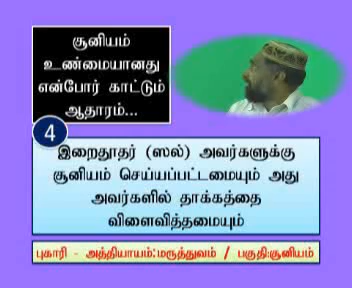 சூனியம்
உண்மையானது
என்போர் காட்டும்
ஆதாரம்...
4
இறைதூதர் (ஸல்) அவர்களுக்கு
சூனியம் செய்யப்பட்டமையும் அது
அவர்களில் தாக்கத்தை
விளைவித்தமையும்
புகாரி - அத்தியாயம்:மருத்துவம் / பகுதி:சூனியம்